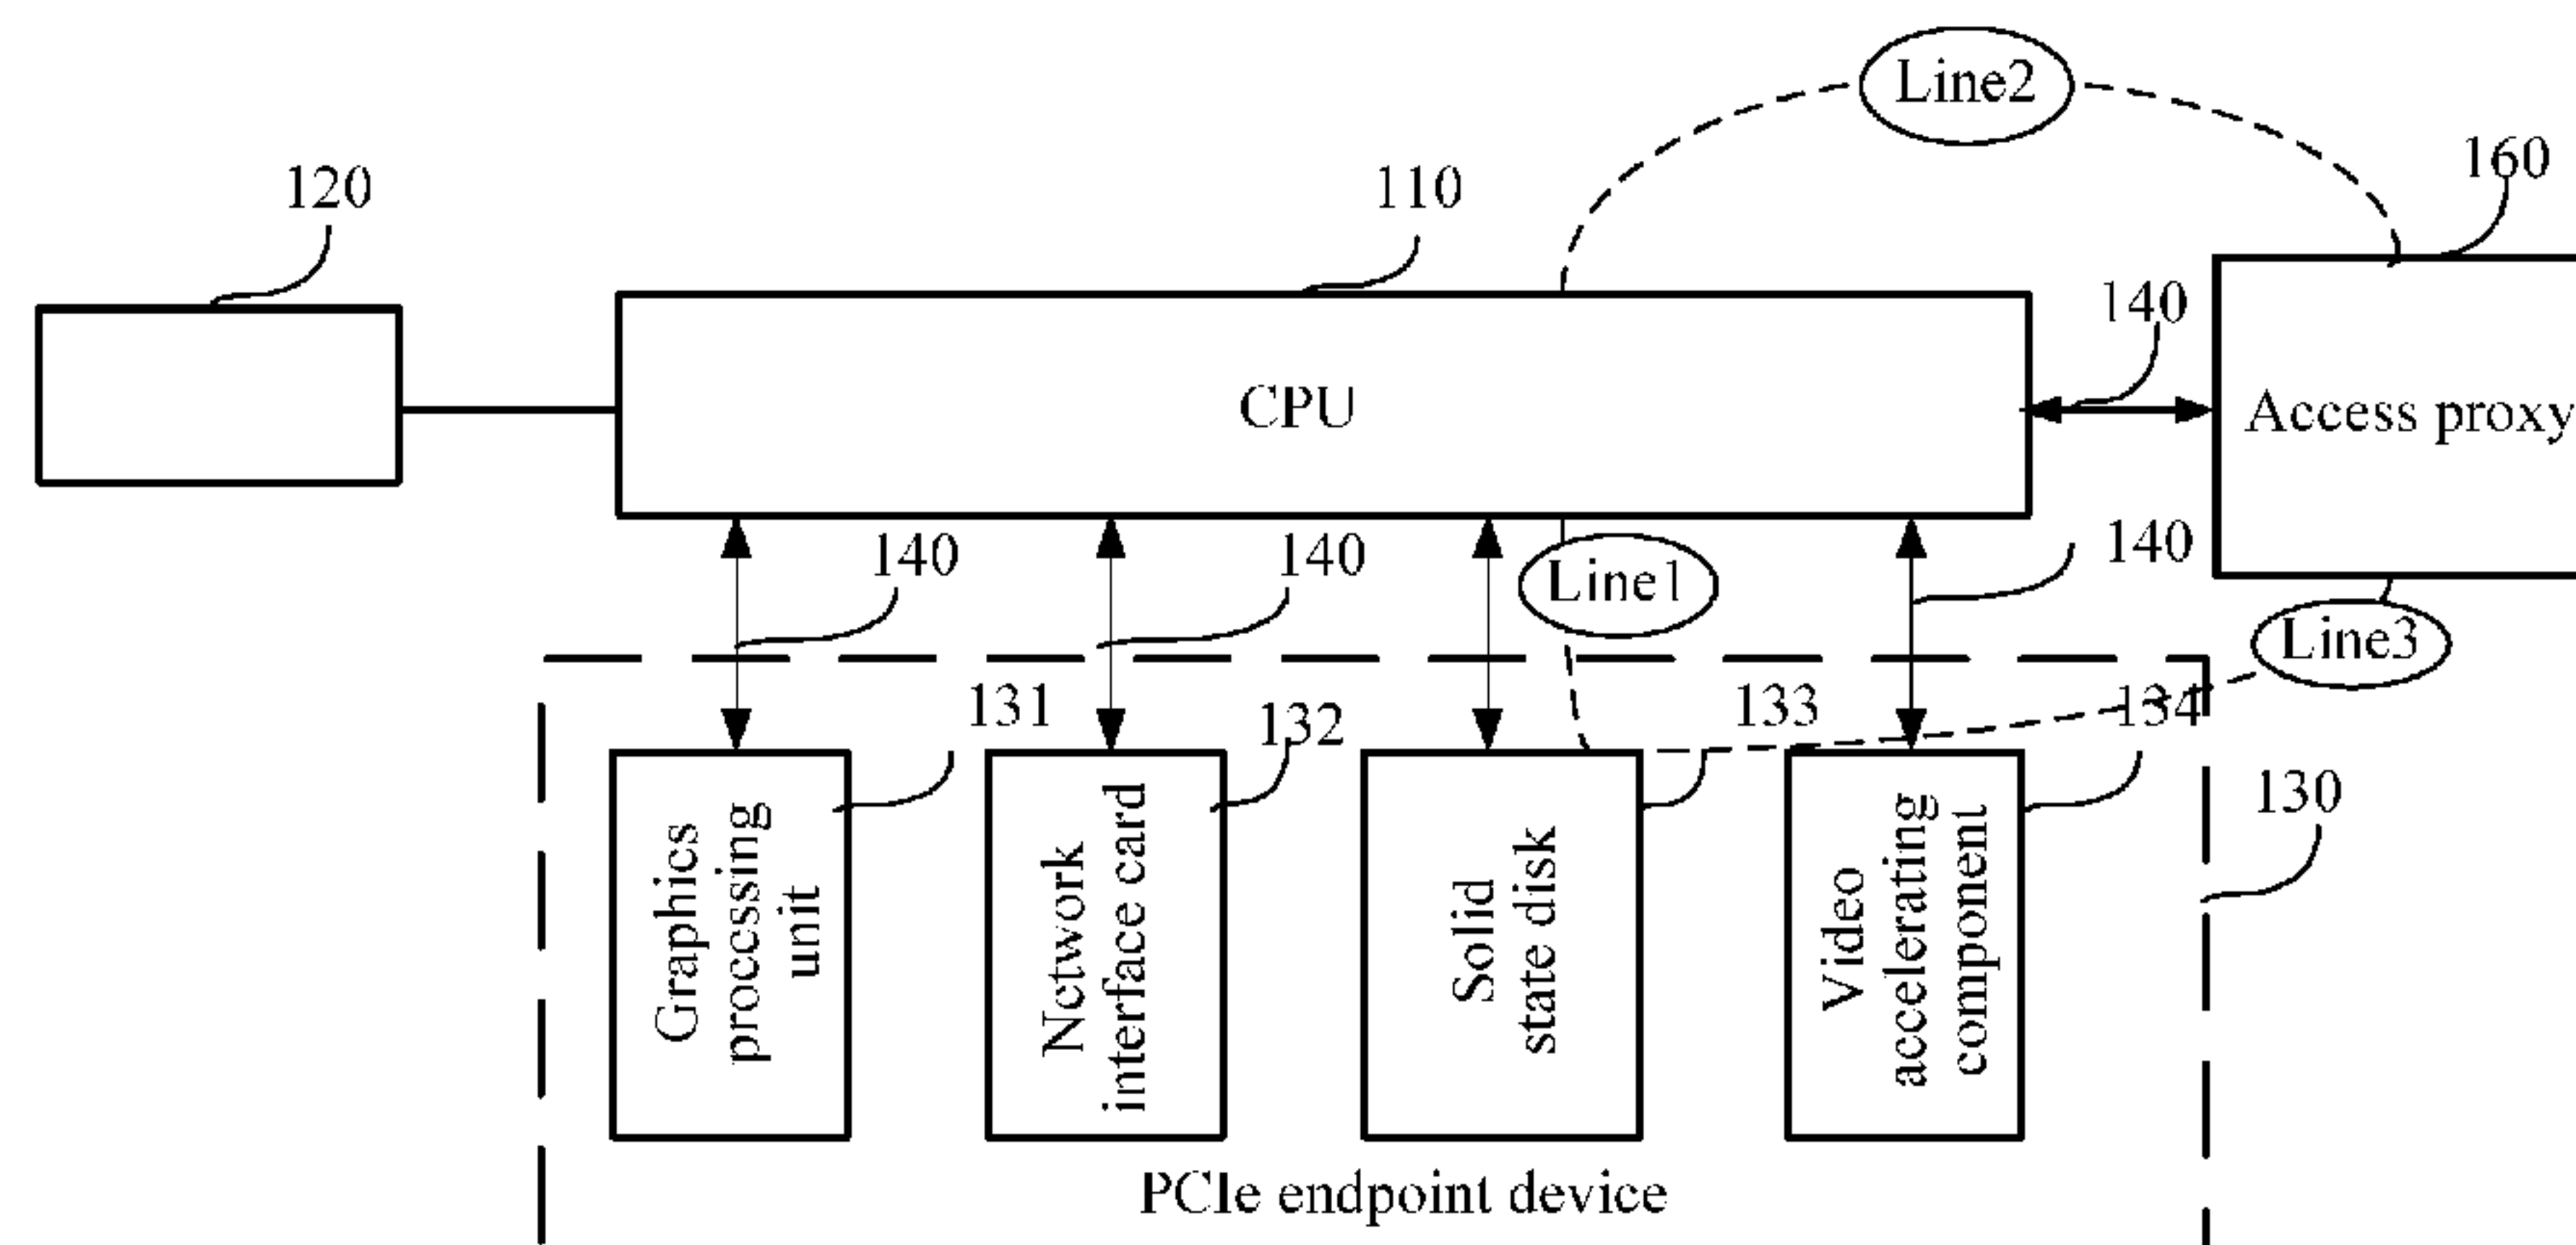 Line2
160
120
110
140
CPU
Access proxy
140
140
140
Line1
Line3
131
132
133
134
130
Graphics
processing
unit
Network
interface card
Solid
state disk
Video
accelerating
component
PCIe endpoint device